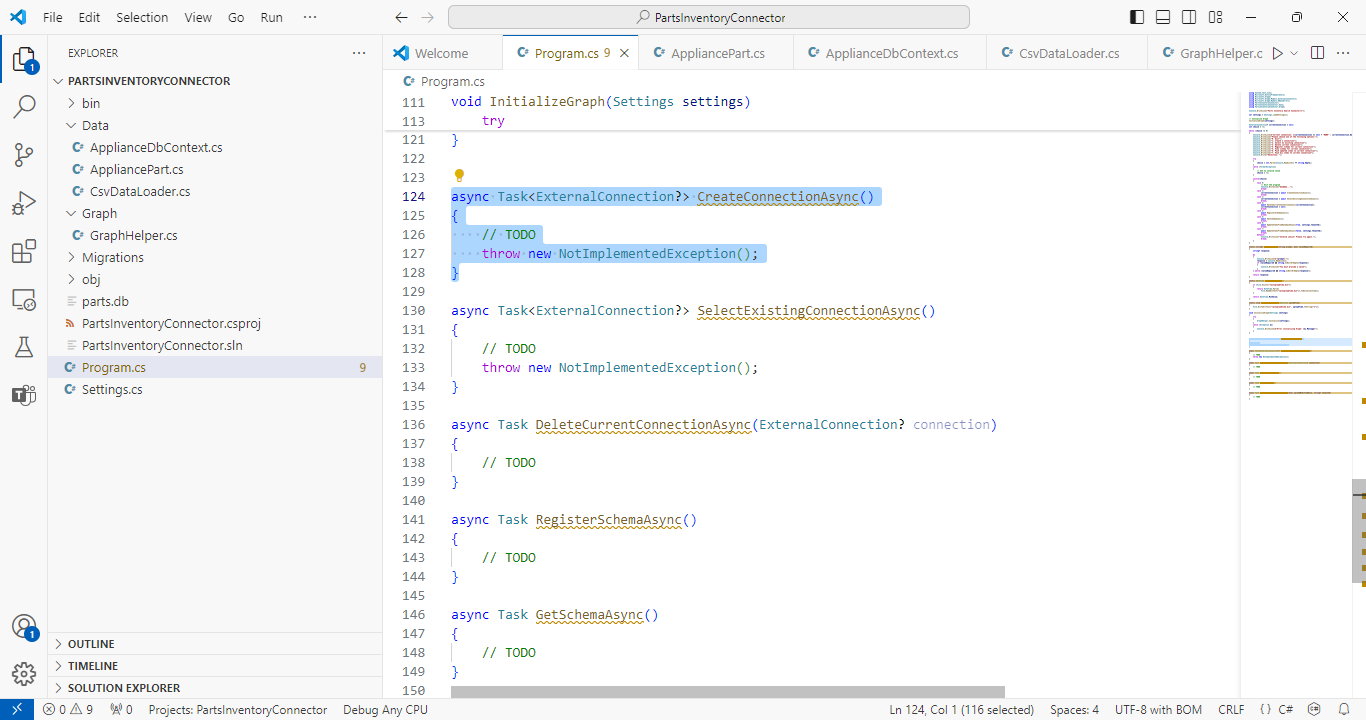 File Edit Selection View Go Run ···
PartsInventoryConnector
EXPLORER
PARTSINVENTORYCONNECTOR
bin
Data
ApplianceDbContext.cs
AppliancePart.cs
CsvDataLoader.cs
Graph
GraphHelper.cs
Migrations
obj
parts.db
PartsInventoryConnector.csproj
PartsInventoryConnector.sln
Program.cs 9
Settings.cs
OUTLINE
TIMELINE
SOLUTION EXPLORER
1
1
Welcome Program.cs 9 AppliancePart.cs ApplianceDbContext.cs CsvDataLoader.cs GraphHelper.c
Program.cs
111 void InitializeGraph(Settings settings)
113 try
121 }
122
123
124 async Task<ExternalConnection?> CreateConnectionAsync()
125 {
126 // TODO
127 throw new NotImplementedException();
128 }
129
130 async Task<ExternalConnection?> SelectExistingConnectionAsync()
131 {
132 // TODO
133 throw new NotImplementedException();
134 }
135
136 async Task DeleteCurrentConnectionAsync(ExternalConnection? connection)
137 {
138 // TODO
139 }
140
141 async Task RegisterSchemaAsync()
142 {
143 // TODO
144 }
145
146 async Task GetSchemaAsync()
147 {
148 // TODO
149 }
150
0 9 0 Projects: PartsInventoryConnector Debug Any CPU Ln 124, Col 1 (116 selected) Spaces: 4 UTF-8 with BOM CRLF { } C#